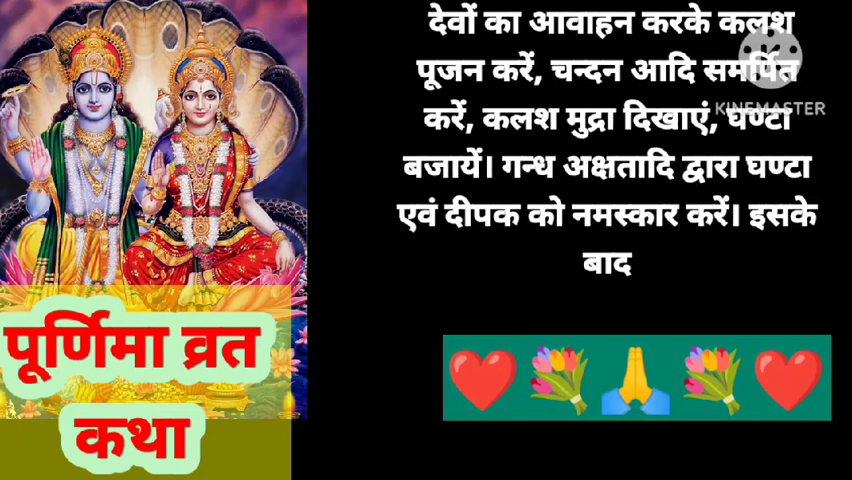 देवों का आवाहन करके कलश
पूजन करें, चन्दन आदि समर्पित
करें, कलश मुद्रा दिखाएं, घण्टा
बजायें। गन्ध अक्षतादि द्वारा घण्टा
एवं दीपक को नमस्कार करें। इसके
बाद
KINEMASTER
पूर्णिमा व्रत
कथा